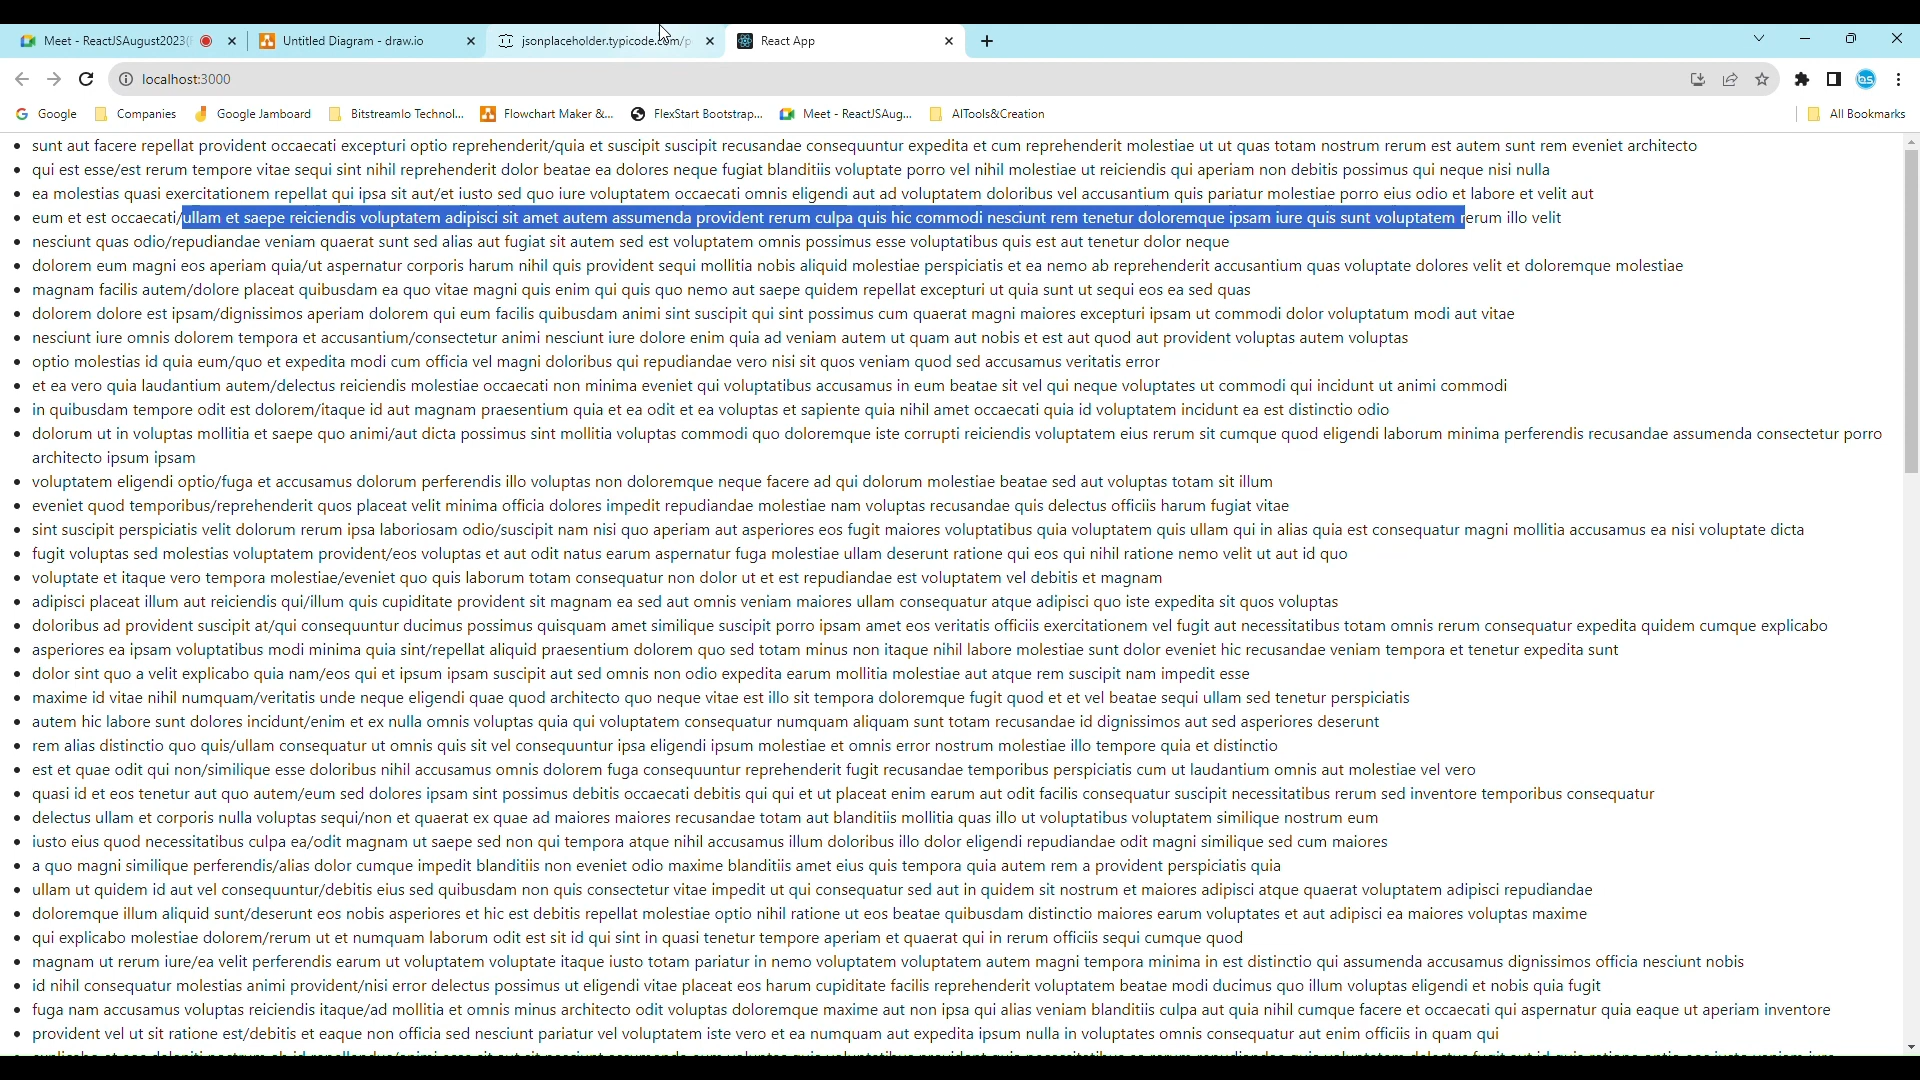 Meet - ReactJSAugust2023(
Untitled Diagram - draw.io
jsonplaceholder.typicode.com/p
React App
localhost:3000
Google
Companies
Google Jamboard
Bitstreamlo Technol...
Flowchart Maker &...
FlexStart Bootstrap...
Meet - ReactJSAug...
AITools&Creation
All Bookmarks
sunt aut facere repellat provident occaecati excepturi optio reprehenderit/quia et suscipit suscipit recusandae consequuntur expedita et cum reprehenderit molestiae ut ut quas totam nostrum rerum est autem sunt rem eveniet architecto
qui est esse/est rerum tempore vitae sequi sint nihil reprehenderit dolor beatae ea dolores neque fugiat blanditiis voluptate porro vel nihil molestiae ut reiciendis qui aperiam non debitis possimus qui neque nisi nulla
ea molestias quasi exercitationem repellat qui ipsa sit aut/et iusto sed quo iure voluptatem occaecati omnis eligendi aut ad voluptatem doloribus vel accusantium quis pariatur molestiae porro eius odio et labore et velit aut
eum et est occaecati/ullam et saepe reiciendis voluptatem adipisci sit amet autem assumenda provident rerum culpa quis hic commodi nesciunt rem tenetur doloremque ipsam iure quis sunt voluptatem rerum illo velit
nesciunt quas odio/repudiandae veniam quaerat sunt sed alias aut fugiat sit autem sed est voluptatem omnis possimus esse voluptatibus quis est aut tenetur dolor neque
dolorem eum magni eos aperiam quia/ut aspernatur corporis harum nihil quis provident sequi mollitia nobis aliquid molestiae perspiciatis et ea nemo ab reprehenderit accusantium quas voluptate dolores velit et doloremque molestiae
magnam facilis autem/dolore placeat quibusdam ea quo vitae magni quis enim qui quis quo nemo aut saepe quidem repellat excepturi ut quia sunt ut sequi eos ea sed quas
dolorem dolore est ipsam/dignissimos aperiam dolorem qui eum facilis quibusdam animi sint suscipit qui sint possimus cum quaerat magni maiores excepturi ipsam ut commodi dolor voluptatum modi aut vitae
nesciunt iure omnis dolorem tempora et accusantium/consectetur animi nesciunt iure dolore enim quia ad veniam autem ut quam aut nobis et est aut quod aut provident voluptas autem voluptas
optio molestias id quia eum/quo et expedita modi cum officia vel magni doloribus qui repudiandae vero nisi sit quos veniam quod sed accusamus veritatis error
et ea vero quia laudantium autem/delectus reiciendis molestiae occaecati non minima eveniet qui voluptatibus accusamus in eum beatae sit vel qui neque voluptates ut commodi qui incidunt ut animi commodi
in quibusdam tempore odit est dolorem/itaque id aut magnam praesentium quia et ea odit et ea voluptas et sapiente quia nihil amet occaecati quia id voluptatem incidunt ea est distinctio odio
dolorum ut in voluptas mollitia et saepe quo animi/aut dicta possimus sint mollitia voluptas commodi quo doloremque iste corrupti reiciendis voluptatem eius rerum sit cumque quod eligendi laborum minima perferendis recusandae assumenda consectetur porro
architecto ipsum ipsam
voluptatem eligendi optio/fuga et accusamus dolorum perferendis illo voluptas non doloremque neque facere ad qui dolorum molestiae beatae sed aut voluptas totam sit illum
eveniet quod temporibus/reprehenderit quos placeat velit minima officia dolores impedit repudiandae molestiae nam voluptas recusandae quis delectus officiis harum fugiat vitae
sint suscipit perspiciatis velit dolorum rerum ipsa laboriosam odio/suscipit nam nisi quo aperiam aut asperiores eos fugit maiores voluptatibus quia voluptatem quis ullam qui in alias quia est consequatur magni mollitia accusamus ea nisi voluptate dicta
fugit voluptas sed molestias voluptatem provident/eos voluptas et aut odit natus earum aspernatur fuga molestiae ullam deserunt ratione qui eos qui nihil ratione nemo velit ut aut id quo
voluptate et itaque vero tempora molestiae/eveniet quo quis laborum totam consequatur non dolor ut et est repudiandae est voluptatem vel debitis et magnam
adipisci placeat illum aut reiciendis qui/illum quis cupiditate provident sit magnam ea sed aut omnis veniam maiores ullam consequatur atque adipisci quo iste expedita sit quos voluptas
doloribus ad provident suscipit at/qui consequuntur ducimus possimus quisquam amet similique suscipit porro ipsam amet eos veritatis officiis exercitationem vel fugit aut necessitatibus totam omnis rerum consequatur expedita quidem cumque explicabo
asperiores ea ipsam voluptatibus modi minima quia sint/repellat aliquid praesentium dolorem quo sed totam minus non itaque nihil labore molestiae sunt dolor eveniet hic recusandae veniam tempora et tenetur expedita sunt
dolor sint quo a velit explicabo quia nam/eos qui et ipsum ipsam suscipit aut sed omnis non odio expedita earum mollitia molestiae aut atque rem suscipit nam impedit esse
maxime id vitae nihil numquam/veritatis unde neque eligendi quae quod architecto quo neque vitae est illo sit tempora doloremque fugit quod et et vel beatae sequi ullam sed tenetur perspiciatis
autem hic labore sunt dolores incidunt/enim et ex nulla omnis voluptas quia qui voluptatem consequatur numquam aliquam sunt totam recusandae id dignissimos aut sed asperiores deserunt
rem alias distinctio quo quis/ullam consequatur ut omnis quis sit vel consequuntur ipsa eligendi ipsum molestiae et omnis error nostrum molestiae illo tempore quia et distinctio
est et quae odit qui non/similique esse doloribus nihil accusamus omnis dolorem fuga consequuntur reprehenderit fugit recusandae temporibus perspiciatis cum ut laudantium omnis aut molestiae vel vero
quasi id et eos tenetur aut quo autem/eum sed dolores ipsam sint possimus debitis occaecati debitis qui qui et ut placeat enim earum aut odit facilis consequatur suscipit necessitatibus rerum sed inventore temporibus consequatur
delectus ullam et corporis nulla voluptas sequi/non et quaerat ex quae ad maiores maiores recusandae totam aut blanditiis mollitia quas illo ut voluptatibus voluptatem similique nostrum eum
iusto eius quod necessitatibus culpa ea/odit magnam ut saepe sed non qui tempora atque nihil accusamus illum doloribus illo dolor eligendi repudiandae odit magni similique sed cum maiores
a quo magni similique perferendis/alias dolor cumque impedit blanditiis non eveniet odio maxime blanditiis amet eius quis tempora quia autem rem a provident perspiciatis quia
ullam ut quidem id aut vel consequuntur/debitis eius sed quibusdam non quis consectetur vitae impedit ut qui consequatur sed aut in quidem sit nostrum et maiores adipisci atque quaerat voluptatem adipisci repudiandae
doloremque illum aliquid sunt/deserunt eos nobis asperiores et hic est debitis repellat molestiae optio nihil ratione ut eos beatae quibusdam distinctio maiores earum voluptates et aut adipisci ea maiores voluptas maxime
qui explicabo molestiae dolorem/rerum ut et numquam laborum odit est sit id qui sint in quasi tenetur tempore aperiam et quaerat qui in rerum officiis sequi cumque quod
magnam ut rerum iure/ea velit perferendis earum ut voluptatem voluptate itaque iusto totam pariatur in nemo voluptatem voluptatem autem magni tempora minima in est distinctio qui assumenda accusamus dignissimos officia nesciunt nobis
id nihil consequatur molestias animi provident/nisi error delectus possimus ut eligendi vitae placeat eos harum cupiditate facilis reprehenderit voluptatem beatae modi ducimus quo illum voluptas eligendi et nobis quia fugit
fuga nam accusamus voluptas reiciendis itaque/ad mollitia et omnis minus architecto odit voluptas doloremque maxime aut non ipsa qui alias veniam blanditiis culpa aut quia nihil cumque facere et occaecati qui aspernatur quia eaque ut aperiam inventore
provident vel ut sit ratione est/debitis et eaque non officia sed nesciunt pariatur vel voluptatem iste vero et ea numquam aut expedita ipsum nulla in voluptates omnis consequatur aut enim officiis in quam qui